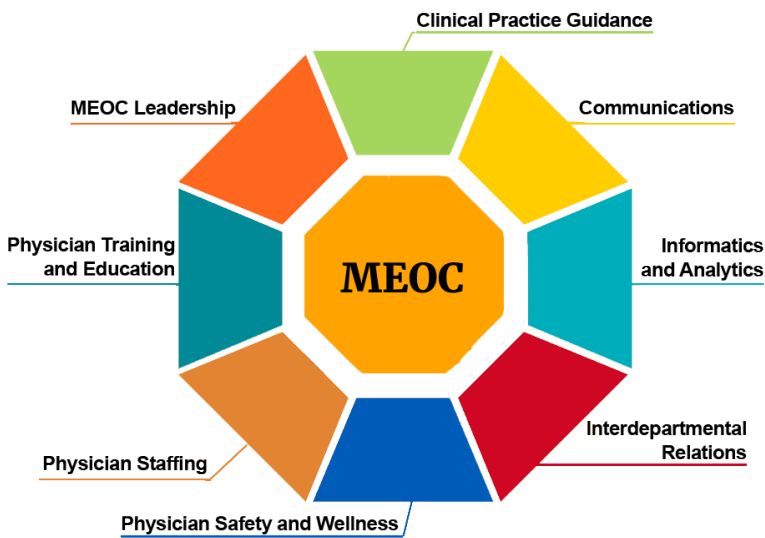 Clinical Practice Guidance
MEOC Leadership
Communications
Physician Training
and Education
MEOC
Informatics
and Analytics
Interdepartmental
Relations
Physician Staffing
Physician Safety and Wellness